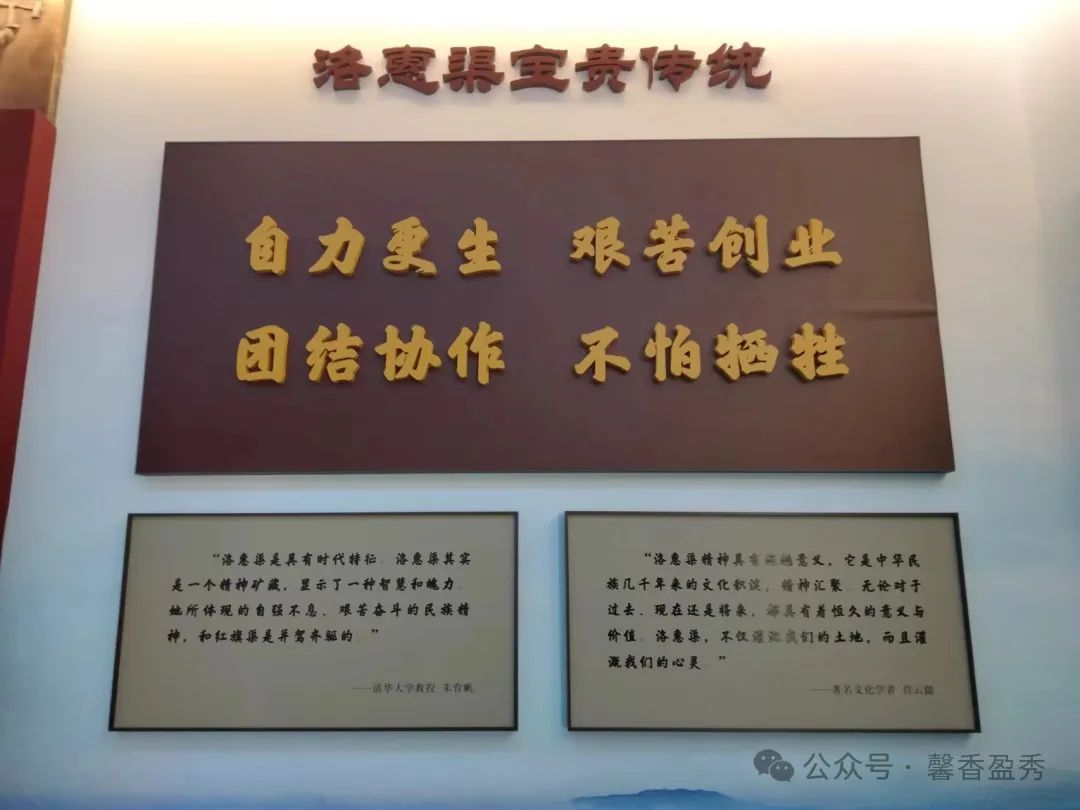 洛惠渠宝贵传统
自力更生 艰苦创业
团结协作 不怕牺牲
“洛惠渠是具有时代特征。洛惠渠其实
是一个精神矿藏，显示了一种智慧和魄力。
她所体现的自强不息、艰苦奋斗的民族精
神，和红旗渠是并驾齐驱的。”
——清华大学教授 朱育帆
“洛惠渠精神具有 意义，它是中华民
族几千年来的文化积淀，精神汇聚。无论对于
过去、现在还是将来，都具有着恒久的意义与
价值。洛惠渠，不仅灌溉我们的土地，而且灌
溉我们的心灵。”
——著名文化学者 肖云儒
公众号 · 馨香盈秀